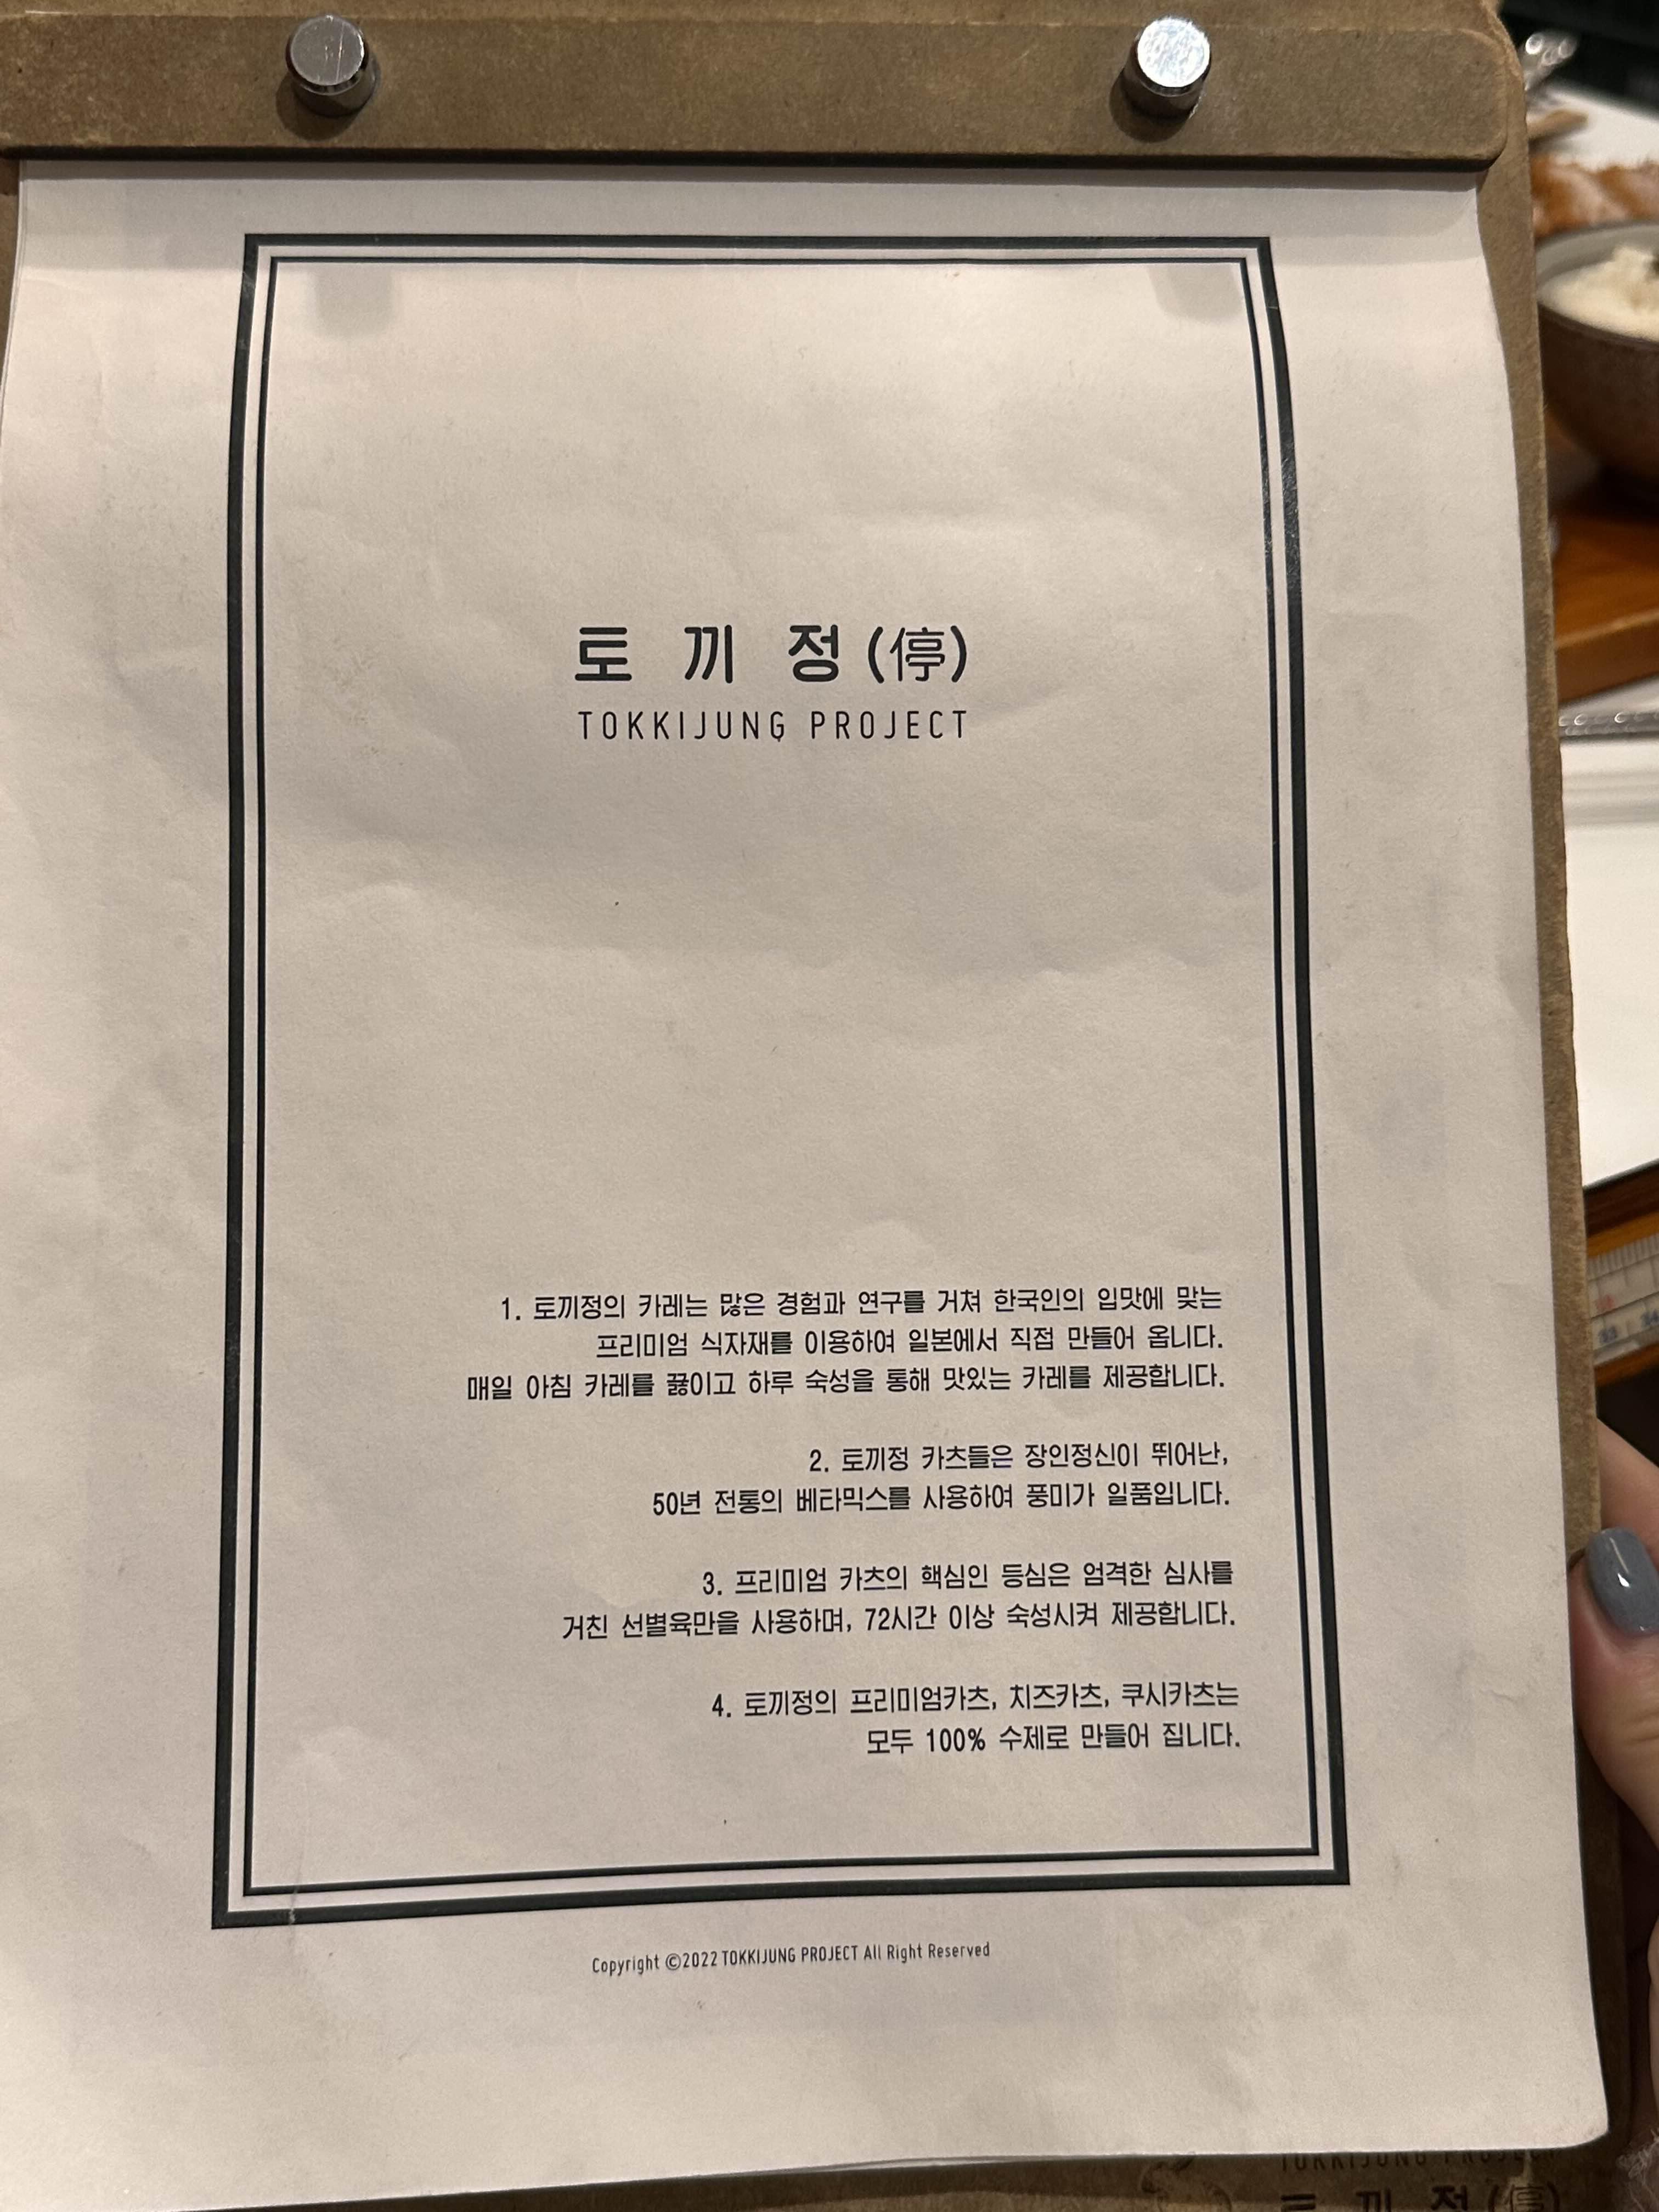 토 끼 정 (停)
TOKKIJUNG PROJECT
1. 토끼정의 카레는 많은 경험과 연구를 거쳐 한국인의 입맛에 맞는
프리미엄 식자재를 이용하여 일본에서 직접 만들어 옵니다.
매일 아침 카레를 끓이고 하루 숙성을 통해 맛있는 카레를 제공합니다.
2. 토끼정 카츠들은 장인정신이 뛰어난,
50년 전통의 베타믹스를 사용하여 풍미가 일품입니다.
3. 프리미엄 카츠의 핵심인 등심은 엄격한 심사를
거친 선별육만을 사용하며, 72시간 이상 숙성시켜 제공합니다.
4. 토끼정의 프리미엄카츠, 치즈카츠, 쿠시카츠는
모두 100% 수제로 만들어 집니다.
Copyright ©2022 TOKKIJUNG PROJECT All Right Reserved
TOKKIJUNG PROJECT
토 끼 정 (停)